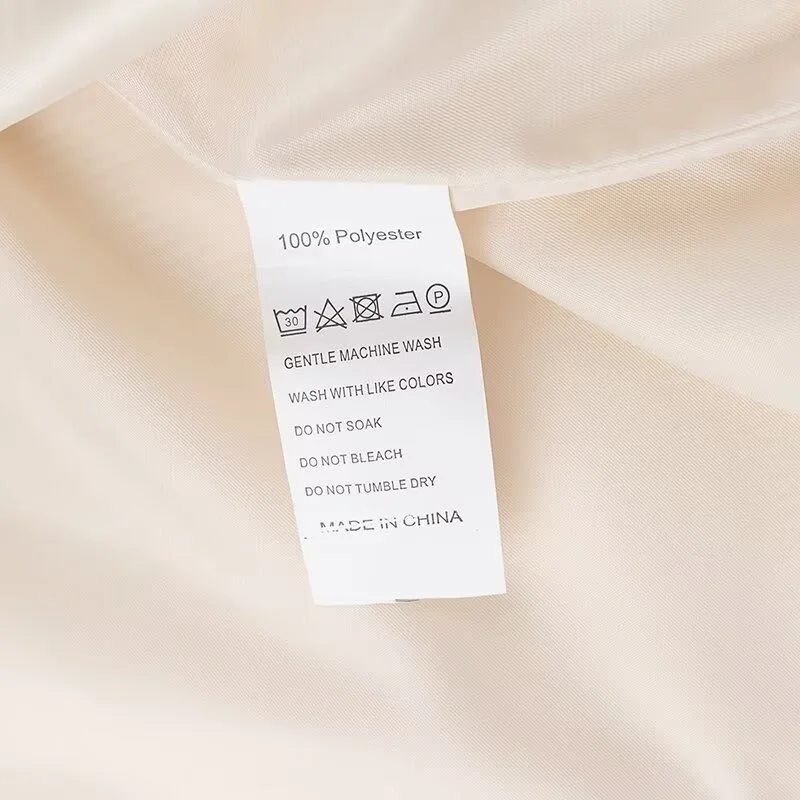 100% Polyester
30 P
GENTLE MACHINE WASH
WASH WITH LIKE COLORS
DO NOT SOAK
DO NOT BLEACH
DO NOT TUMBLE DRY
MADE IN CHINA